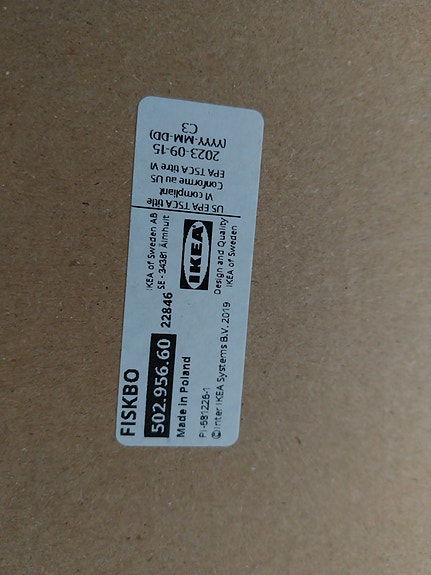 FISKBO
502.956.60 22846
Made in Poland
PI-681226-1
©Inter IKEA Systems B.V. 2019
IKEA of Sweden AB
SE - 34381 Älmhult
IKEA
Design and Quality
IKEA of Sweden
US EPA TSCA title
VI compliant
Conforme au US
EPA TSCA titre VI
2023-09-15
(YYYY-MM-DD)
C3